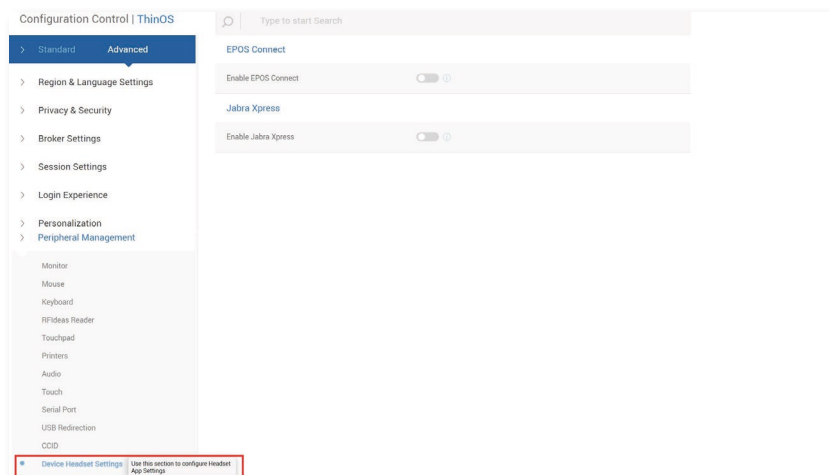 Configuration Control | ThinOS
Type to start Search
Standard Advanced
Region & Language Settings
Privacy & Security
Broker Settings
Session Settings
Login Experience
Personalization
Peripheral Management
Monitor
Mouse
Keyboard
RFIdeas Reader
Touchpad
Printers
Audio
Touch
Serial Port
USB Redirection
CCID
Device Headset Settings
Use this section to configure Headset
App Settings
EPOS Connect
Enable EPOS Connect
Jabra Xpress
Enable Jabra Xpress